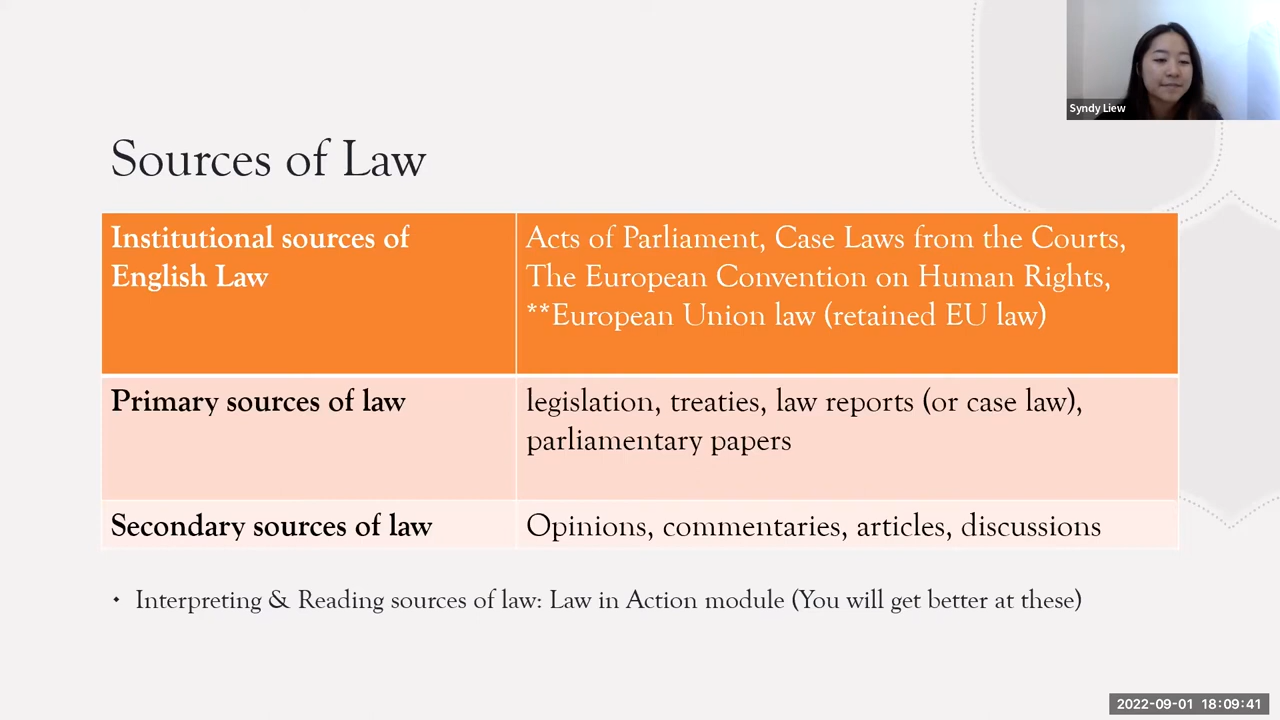 Syndy Liew
Sources of Law
Institutional sources of
English Law
Acts of Parliament, Case Laws from the Courts,
The European Convention on Human Rights,
**European Union law (retained EU law)
Primary sources of law
legislation, treaties, law reports (or case law),
parliamentary papers
Secondary sources of law
Opinions, commentaries, articles, discussions
• Interpreting & Reading sources of law: Law in Action module (You will get better at these)
2022-09-01 18:09:41